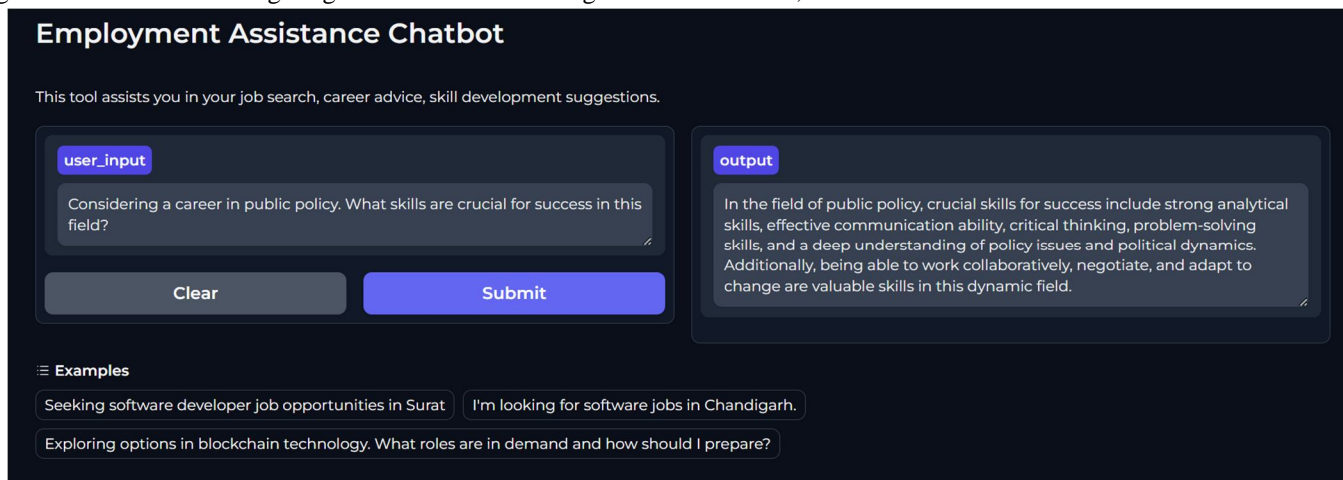 Employment Assistance Chatbot
This tool assists you in your job search, career advice, skill development suggestions.
user_input
Considering a career in public policy. What skills are crucial for success in this
field?
Clear
Submit
output
In the field of public policy, crucial skills for success include strong analytical
skills, effective communication ability, critical thinking, problem-solving
skills, and a deep understanding of policy issues and political dynamics.
Additionally, being able to work collaboratively, negotiate, and adapt to
change are valuable skills in this dynamic field.
Examples
Seeking software developer job opportunities in Surat
I'm looking for software jobs in Chandigarh.
Exploring options in blockchain technology. What roles are in demand and how should I prepare?